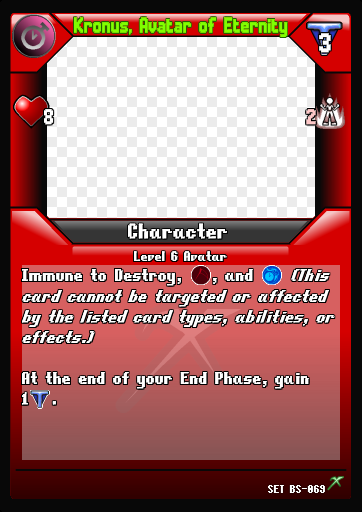 Kronus, Avatar of Eternity
3
8
2
Character
Level 6 Avatar
Immune to Destroy, , and (This
card cannot be targeted or affected
by the listed card types, abilities, or
effects.)
At the end of your End Phase, gain
1 .
SET BS-069